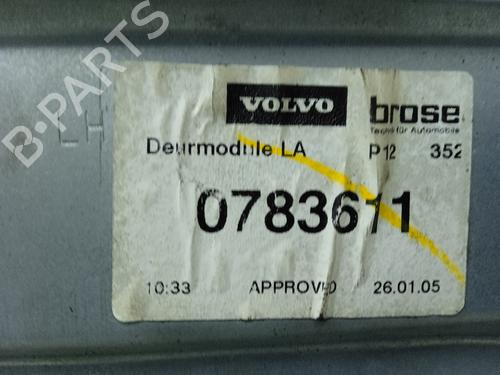 B-PARTS
LH
VOLVO brose
Technik für Automobile
Deurmodule LA P12 352
0783611
10:33 APPROVED 26.01.05